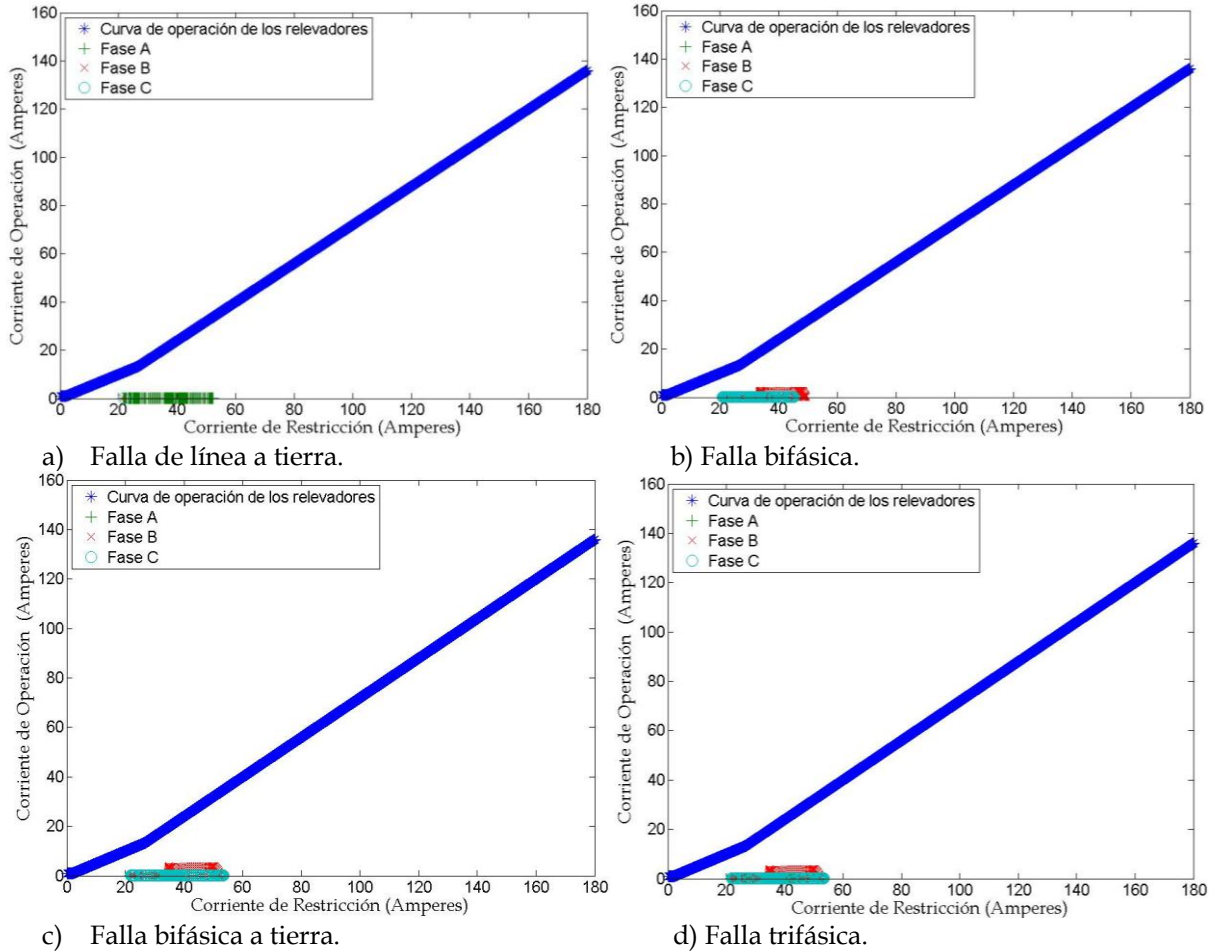 160
140
120
100
80
60
40
20
0
Corriente de Operación (Amperes)
Curva de operación de los relevadores
Fase A
Fase B
Fase C
0 20 40 60 80 100 120 140 160 180
Corriente de Restricción (Amperes)
a) Falla de línea a tierra.
160
140
120
100
80
60
40
20
0
Corriente de Operación (Amperes)
Curva de operación de los relevadores
Fase A
Fase B
Fase C
0 20 40 60 80 100 120 140 160 180
Corriente de Restricción (Amperes)
b) Falla bifásica.
160
140
120
100
80
60
40
20
0
Corriente de Operación (Amperes)
Curva de operación de los relevadores
Fase A
Fase B
Fase C
0 20 40 60 80 100 120 140 160 180
Corriente de Restricción (Amperes)
c) Falla bifásica a tierra.
160
140
120
100
80
60
40
20
0
Corriente de Operación (Amperes)
Curva de operación de los relevadores
Fase A
Fase B
Fase C
0 20 40 60 80 100 120 140 160 180
Corriente de Restricción (Amperes)
d) Falla trifásica.